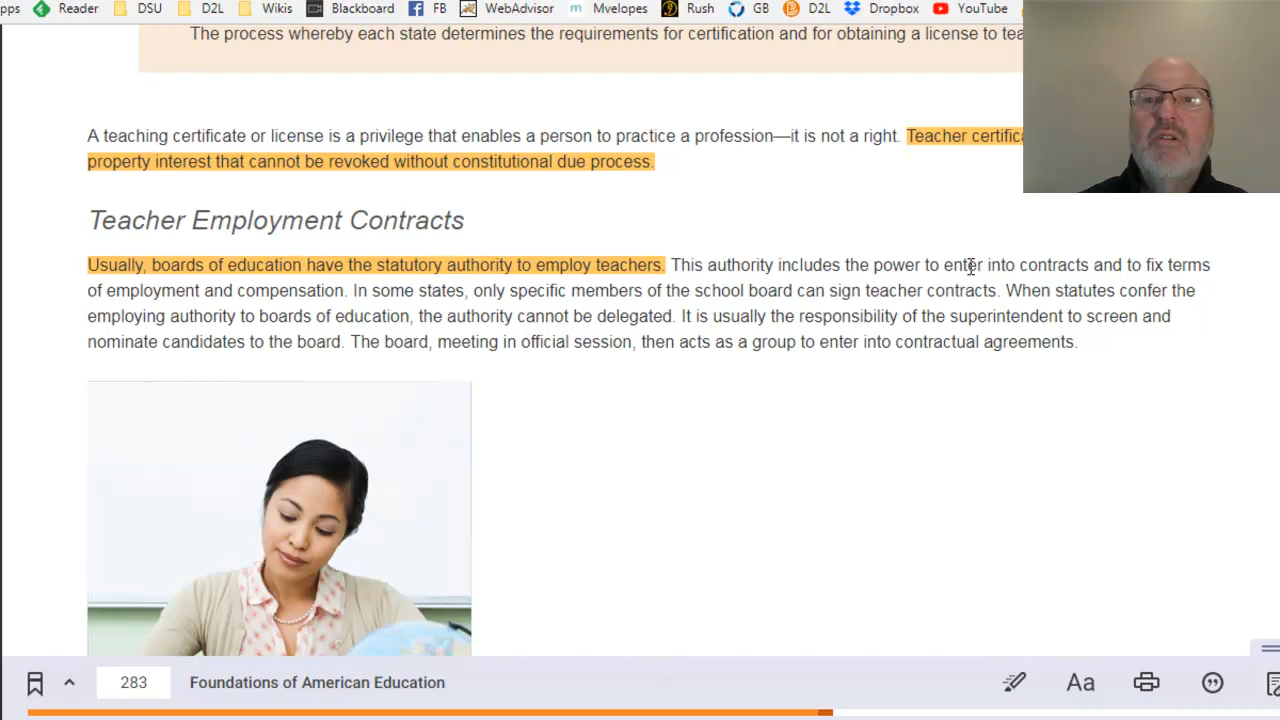 Reader DSU D2L Wikis Blackboard FB WebAdvisor Mvelopes Rush GB D2L Dropbox YouTube
The process whereby each state determines the requirements for certification and for obtaining a license to
A teaching certificate or license is a privilege that enables a person to practice a profession—it is not a right. Teacher
property interest that cannot be revoked without constitutional due process.
Teacher Employment Contracts
Usually, boards of education have the statutory authority to employ teachers. This authority includes the power to enter into contracts and to fix terms
of employment and compensation. In some states, only specific members of the school board can sign teacher contracts. When statutes confer the
employing authority to boards of education, the authority cannot be delegated. It is usually the responsibility of the superintendent to screen and
nominate candidates to the board. The board, meeting in official session, then acts as a group to enter into contractual agreements.
283 Foundations of American Education Aa